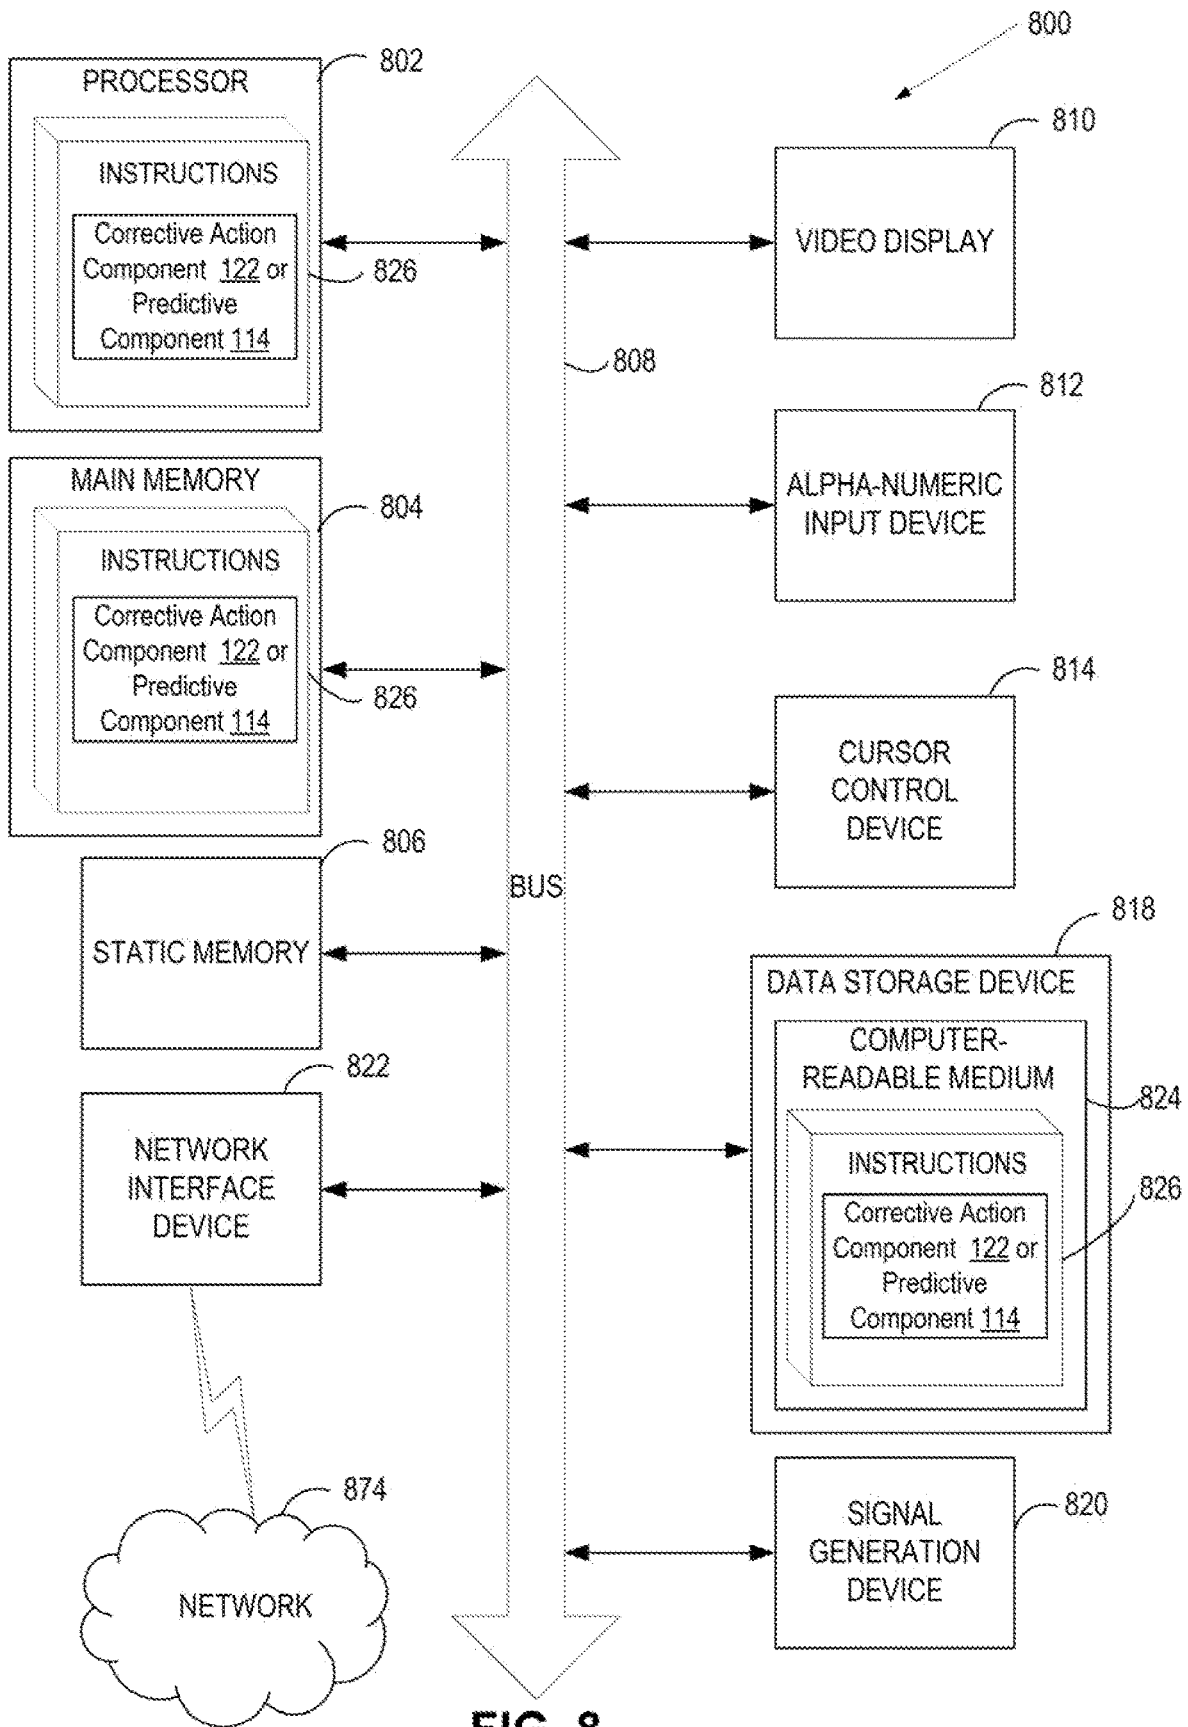 800
802
PROCESSOR
INSTRUCTIONS
Corrective Action
Component 122 or
Predictive
Component 114
826
MAIN MEMORY
804
INSTRUCTIONS
Corrective Action
Component 122 or
Predictive
Component 114
826
806
STATIC MEMORY
822
NETWORK
INTERFACE
DEVICE
874
NETWORK
808
BUS
810
VIDEO DISPLAY
812
ALPHA-NUMERIC
INPUT DEVICE
814
CURSOR
CONTROL
DEVICE
818
DATA STORAGE DEVICE
COMPUTER-
READABLE MEDIUM
824
INSTRUCTIONS
826
Corrective Action
Component 122 or
Predictive
Component 114
SIGNAL
GENERATION
DEVICE
820
FIG. 8